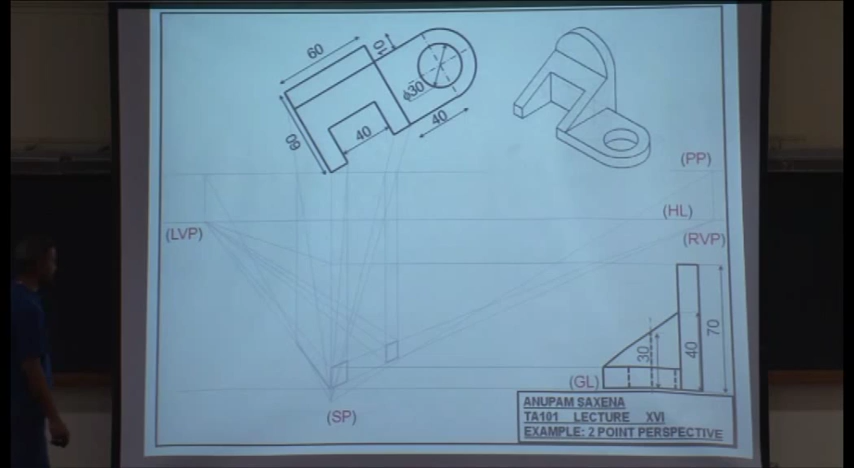 60
10
60
40
ϕ30
40
(PP)
(HL)
(LVP)
(RVP)
30
40
70
(GL)
(SP)
ANUPAM SAXENA
TA101 LECTURE XVI
EXAMPLE: 2 POINT PERSPECTIVE